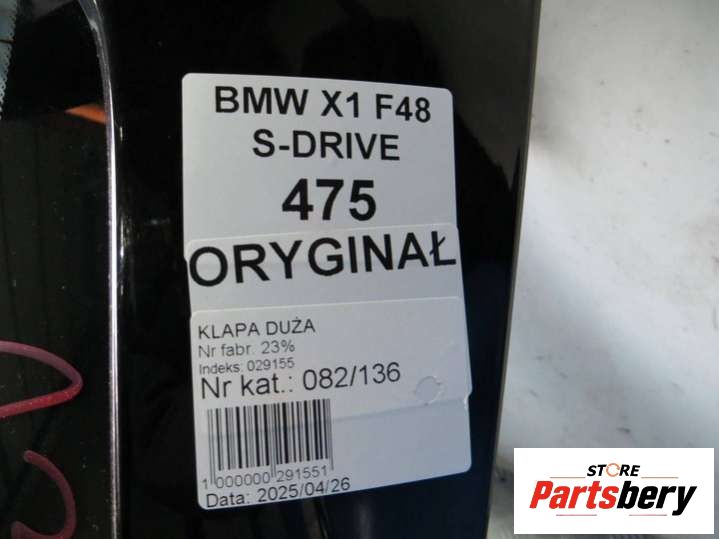 BMW X1 F48
S-DRIVE
475
ORYGINAŁ
KLAPA DUŻA
Nr fabr. 23%
Indeks: 029155
Nr kat.: 082/136
1 000000 291551
Data: 2025/04/26
STORE
Partsbery